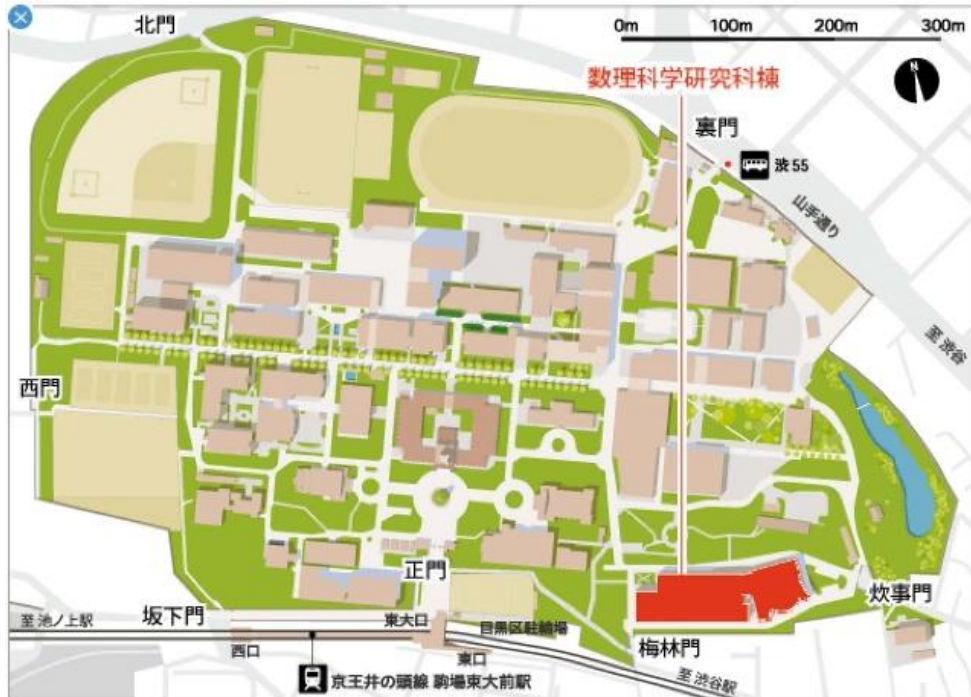 北門
0m 100m 200m 300m
N
数理科学研究科棟
裏門
渋55
山手通り
至 渋谷
西門
正門
炊事門
坂下門
東大口
目黒区駐輪場
至 池ノ上駅
西口
東口
梅林門
至 渋谷駅
京王井の頭線 駒場東大前駅